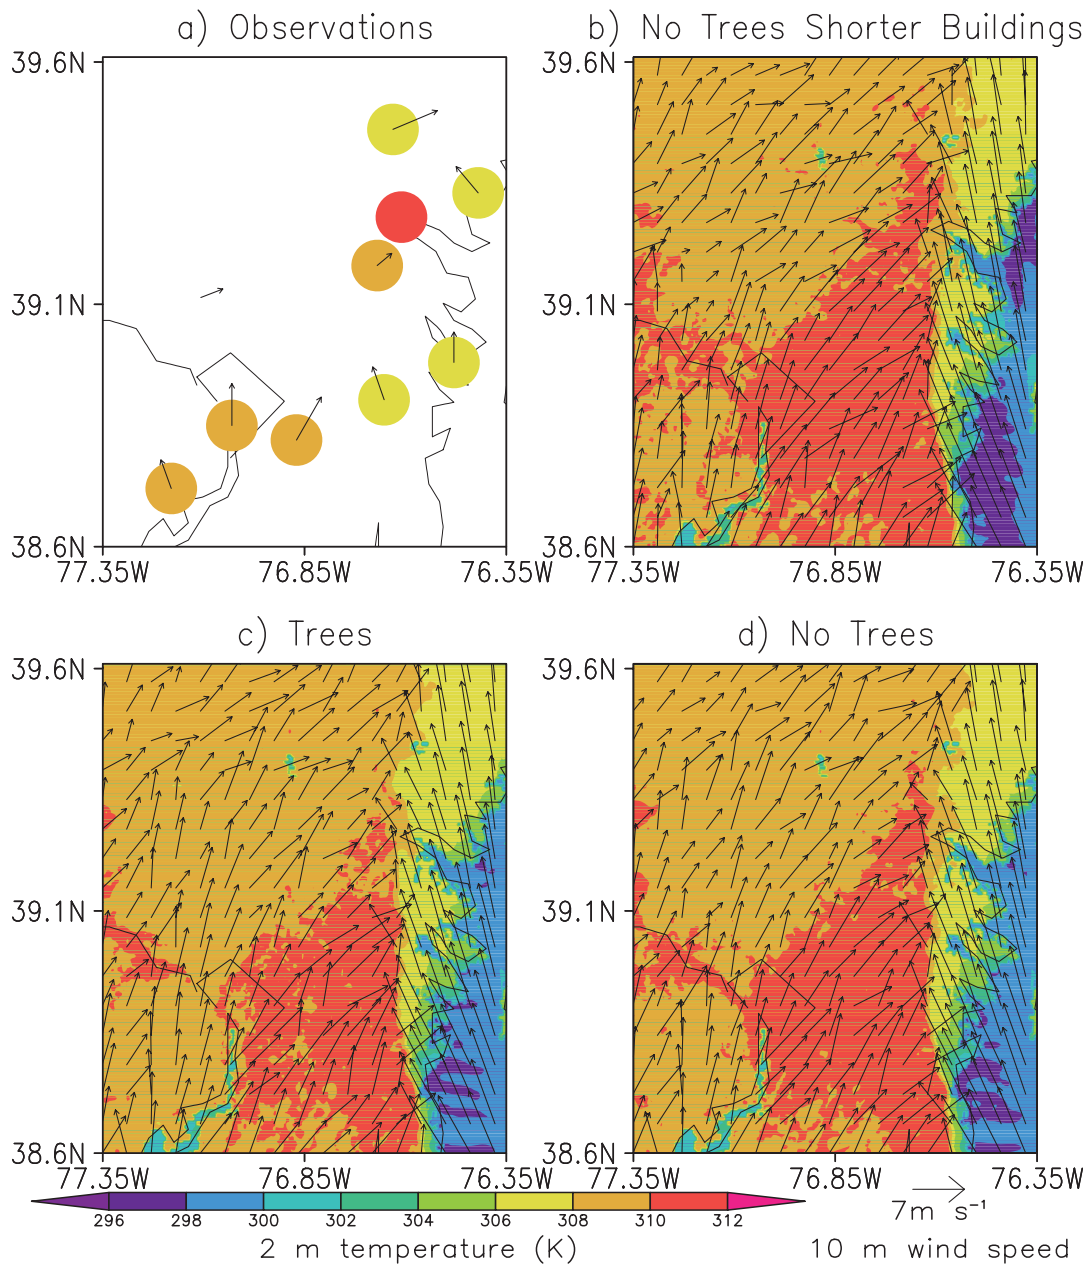 a) Observations
b) No Trees Shorter Buildings
39.6N
39.1N
38.6N
77.35W 76.85W 76.35W
39.6N
39.1N
38.6N
77.35W 76.85W 76.35W
c) Trees
d) No Trees
39.6N
39.1N
38.6N
77.35W 76.85W 76.35W
39.6N
39.1N
38.6N
77.35W 76.85W 76.35W
296 298 300 302 304 306 308 310 312
2 m temperature (K)
7m s⁻¹
10 m wind speed